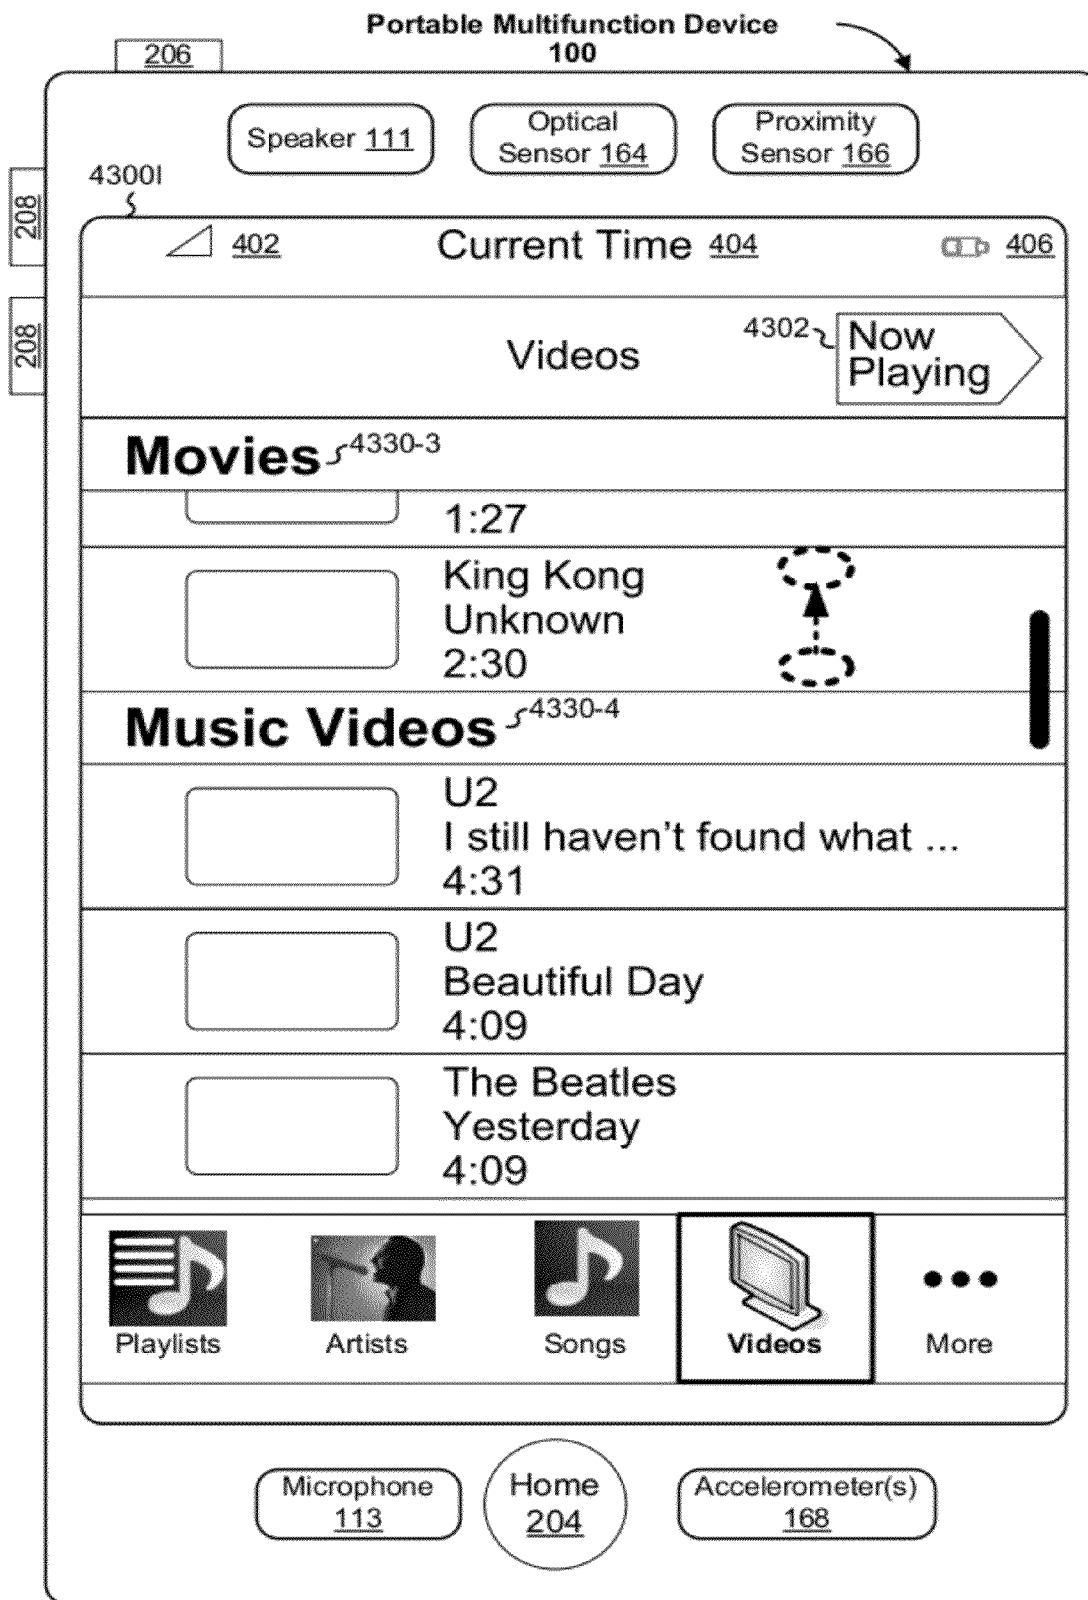 Portable Multifunction Device
100
206
Speaker 111
Optical
Sensor 164
Proximity
Sensor 166
4300I
208
208
402
Current Time 404
406
Videos
4302
Now
Playing
Movies
4330-3
1:27
King Kong
Unknown
2:30
Music Videos
4330-4
U2
I still haven't found what ...
4:31
U2
Beautiful Day
4:09
The Beatles
Yesterday
4:09
Playlists
Artists
Songs
Videos
More
Microphone
113
Home
204
Accelerometer(s)
168